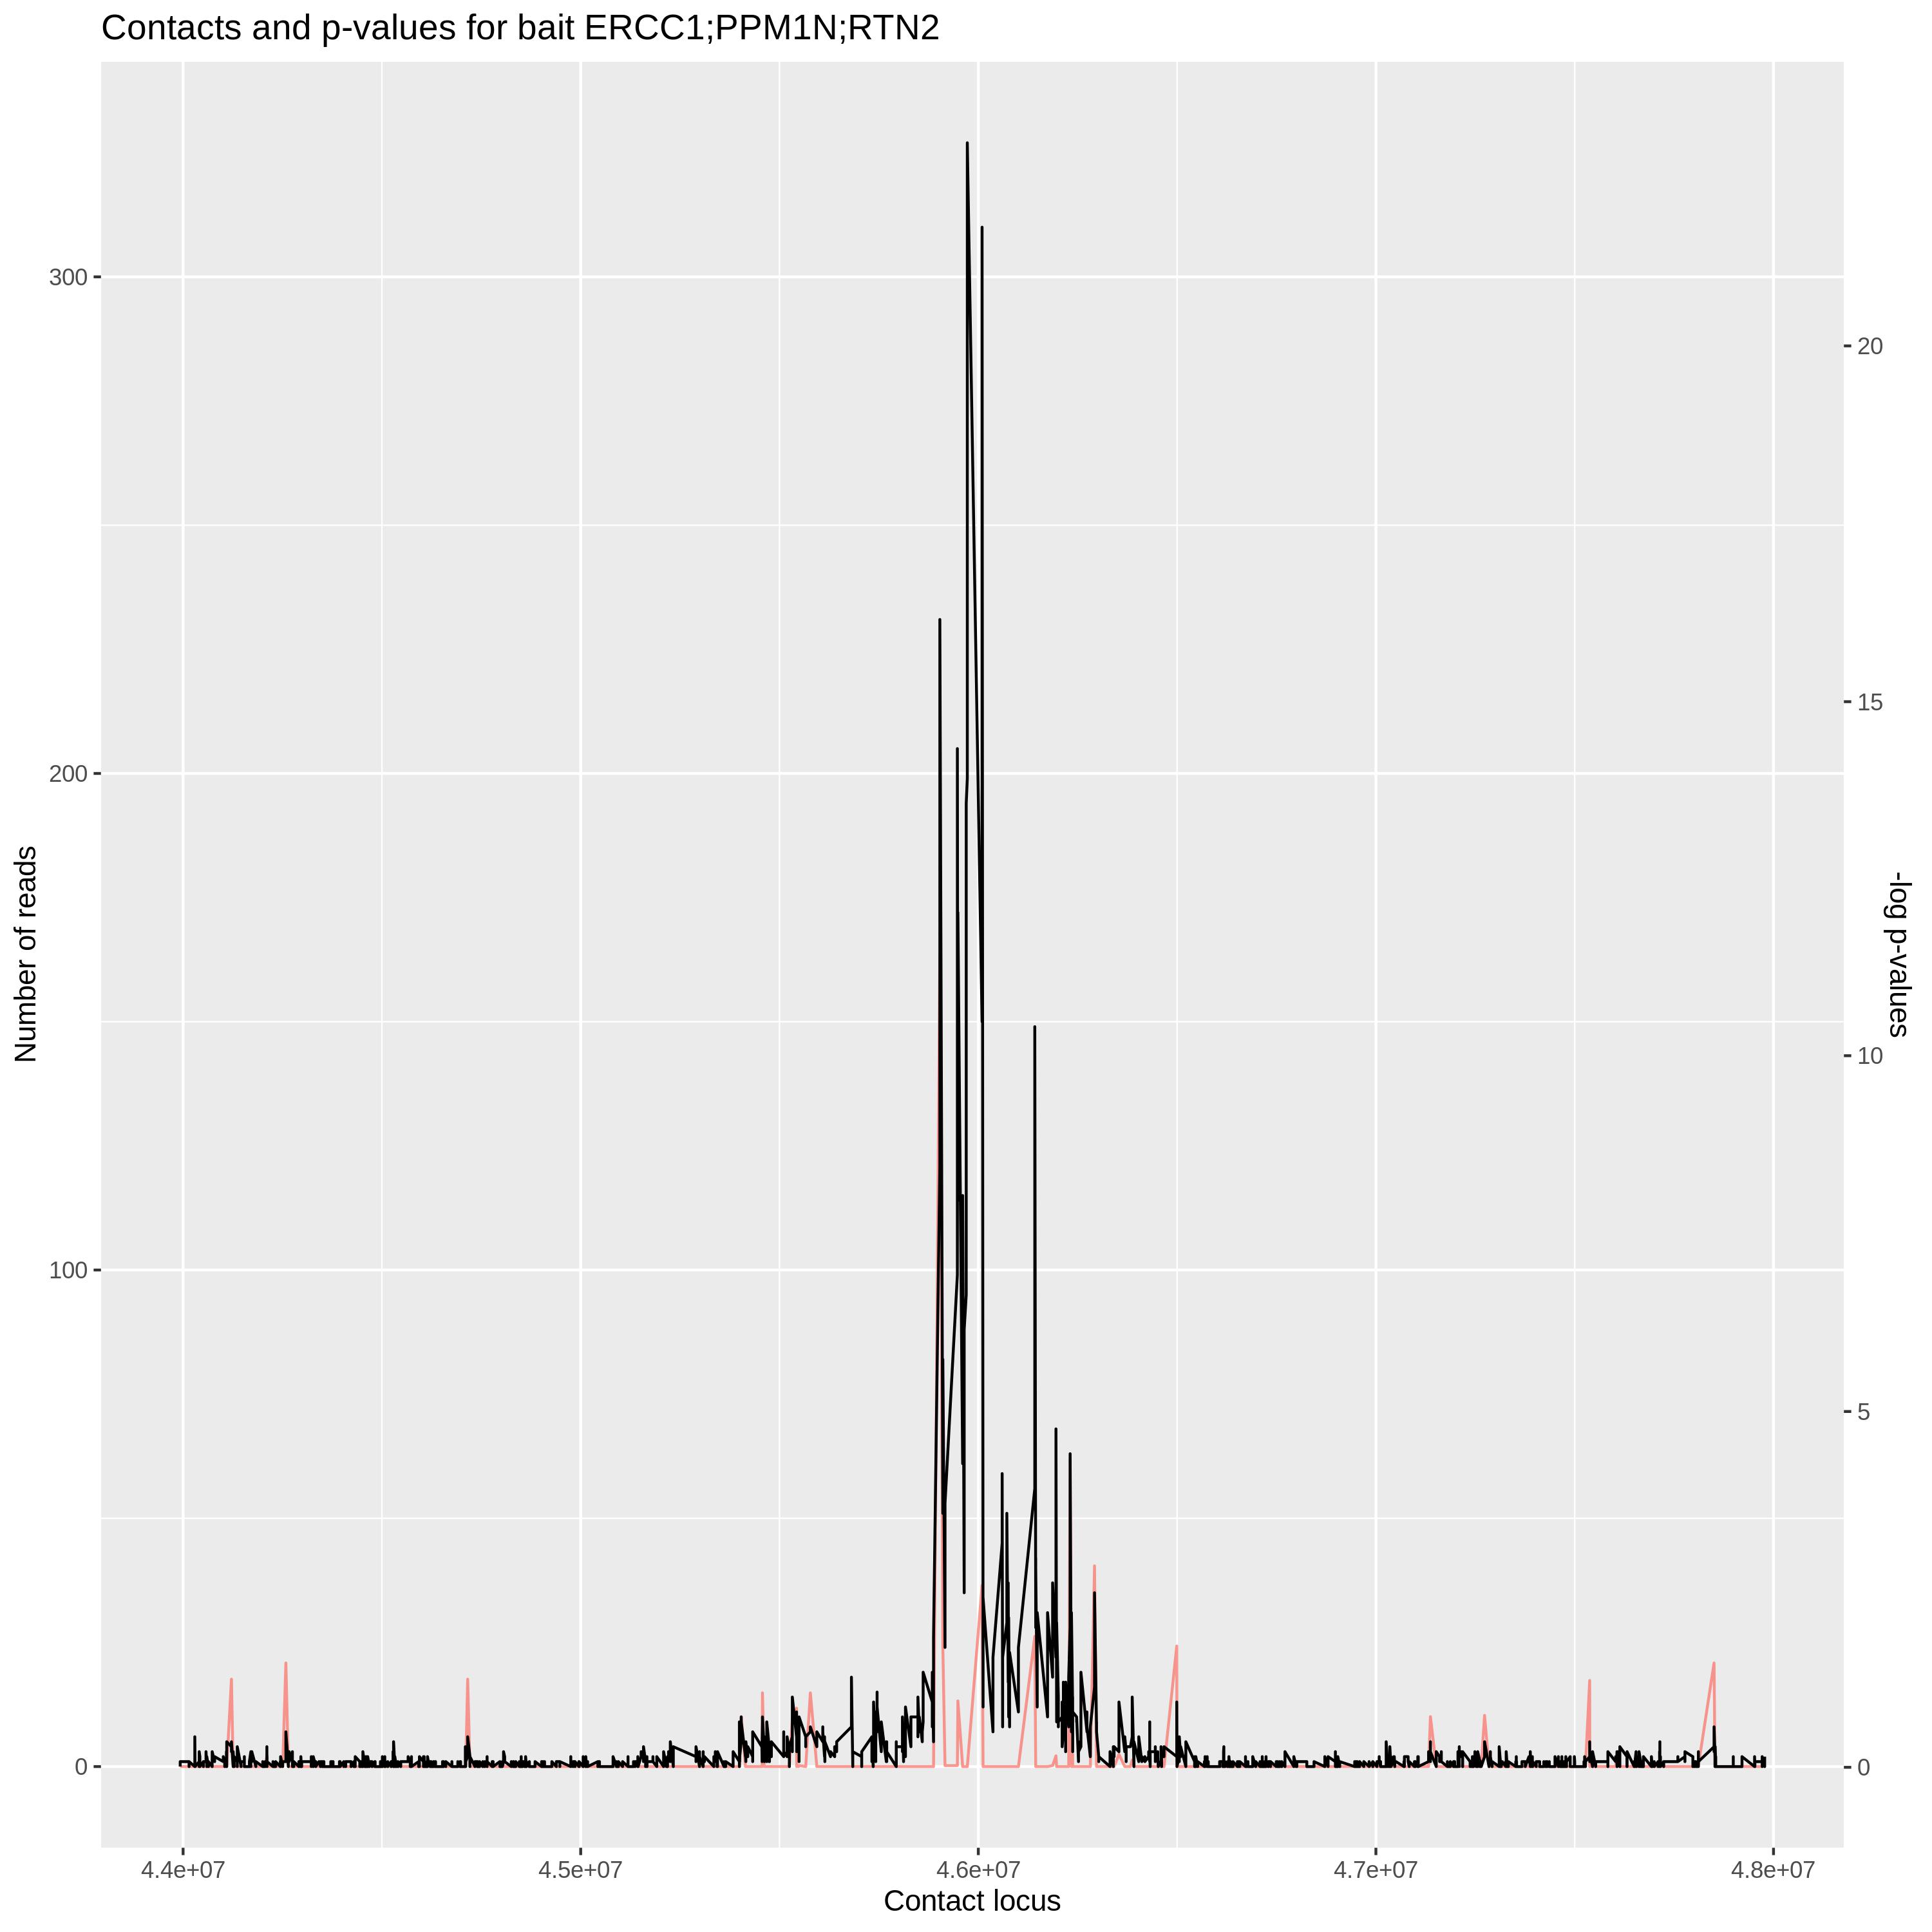 Contacts and p-values for bait ERCC1;PPM1N;RTN2
300
200
100
0
Number of reads
20
15
10
5
0
-log p-values
4.4e+07
4.5e+07
4.6e+07
4.7e+07
4.8e+07
Contact locus